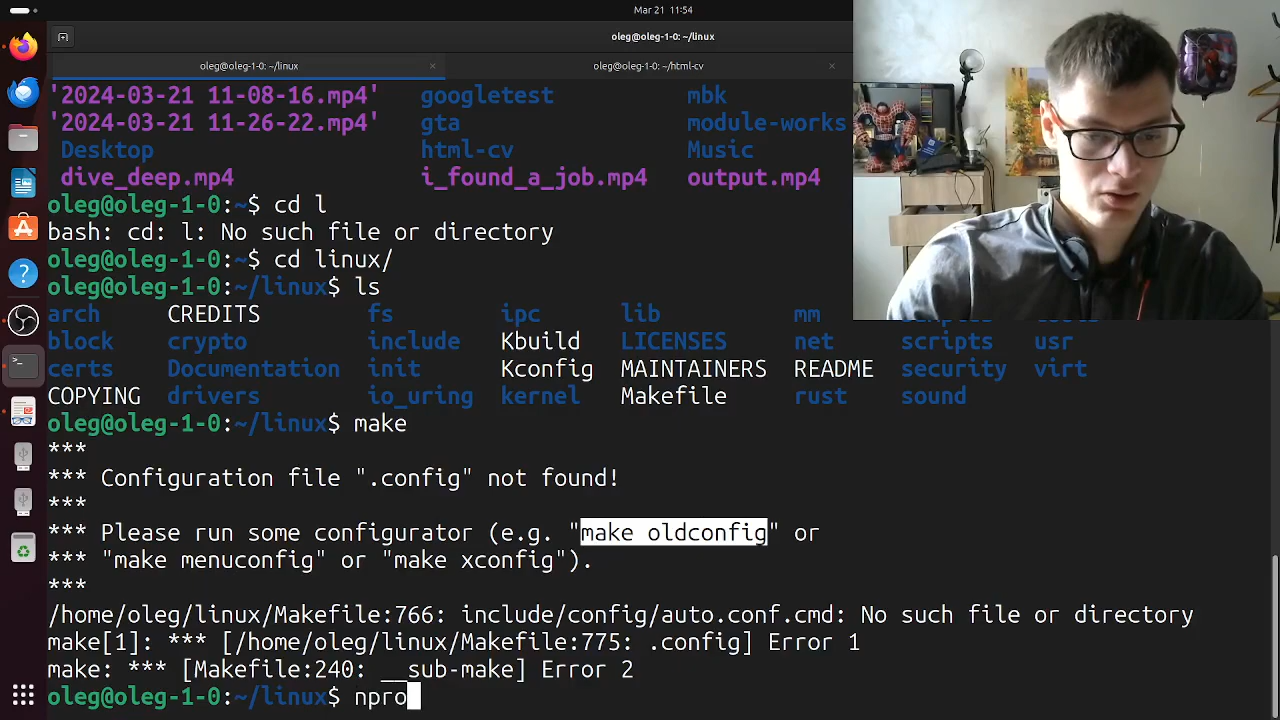 Mar 21 11:54
oleg@oleg-1-0: ~/linux
oleg@oleg-1-0: ~/linux × oleg@oleg-1-0: ~/html-cv ×
'2024-03-21 11-08-16.mp4' googletest mbk
'2024-03-21 11-26-22.mp4' gta module-works
Desktop html-cv Music
dive_deep.mp4 i_found_a_job.mp4 output.mp4
oleg@oleg-1-0:~$ cd l
bash: cd: l: No such file or directory
oleg@oleg-1-0:~$ cd linux/
oleg@oleg-1-0:~/linux$ ls
arch CREDITS fs ipc lib mm
block crypto include Kbuild LICENSES net scripts usr
certs Documentation init Kconfig MAINTAINERS README security virt
COPYING drivers io_uring kernel Makefile rust sound
oleg@oleg-1-0:~/linux$ make
***
*** Configuration file ".config" not found!
***
*** Please run some configurator (e.g. "make oldconfig" or
*** "make menuconfig" or "make xconfig").
***
/home/oleg/linux/Makefile:766: include/config/auto.conf.cmd: No such file or directory
make[1]: *** [/home/oleg/linux/Makefile:775: .config] Error 1
make: *** [Makefile:240: __sub-make] Error 2
oleg@oleg-1-0:~/linux$ npro